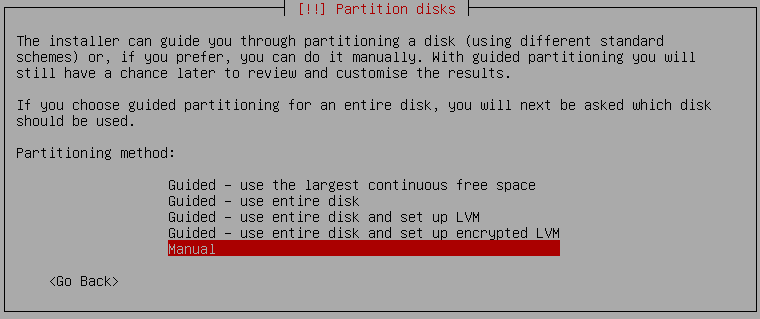 [!!] Partition disks
The installer can guide you through partitioning a disk (using different standard
schemes) or, if you prefer, you can do it manually. With guided partitioning you will
still have a chance later to review and customise the results.
If you choose guided partitioning for an entire disk, you will next be asked which disk
should be used.
Partitioning method:
Guided – use the largest continuous free space
Guided – use entire disk
Guided – use entire disk and set up LVM
Guided – use entire disk and set up encrypted LVM
Manual
<Go Back>